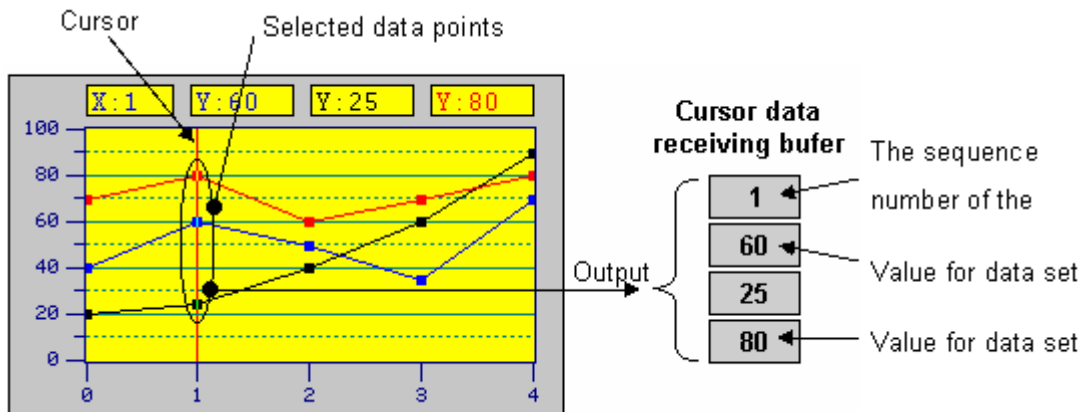 Cursor
Selected data points
X:1 Y:60 Y:25 Y:80
100
80
60
40
20
0
0 1 2 3 4
Output
Cursor data
receiving bufer
1
60
25
80
The sequence
number of the
Value for data set
Value for data set